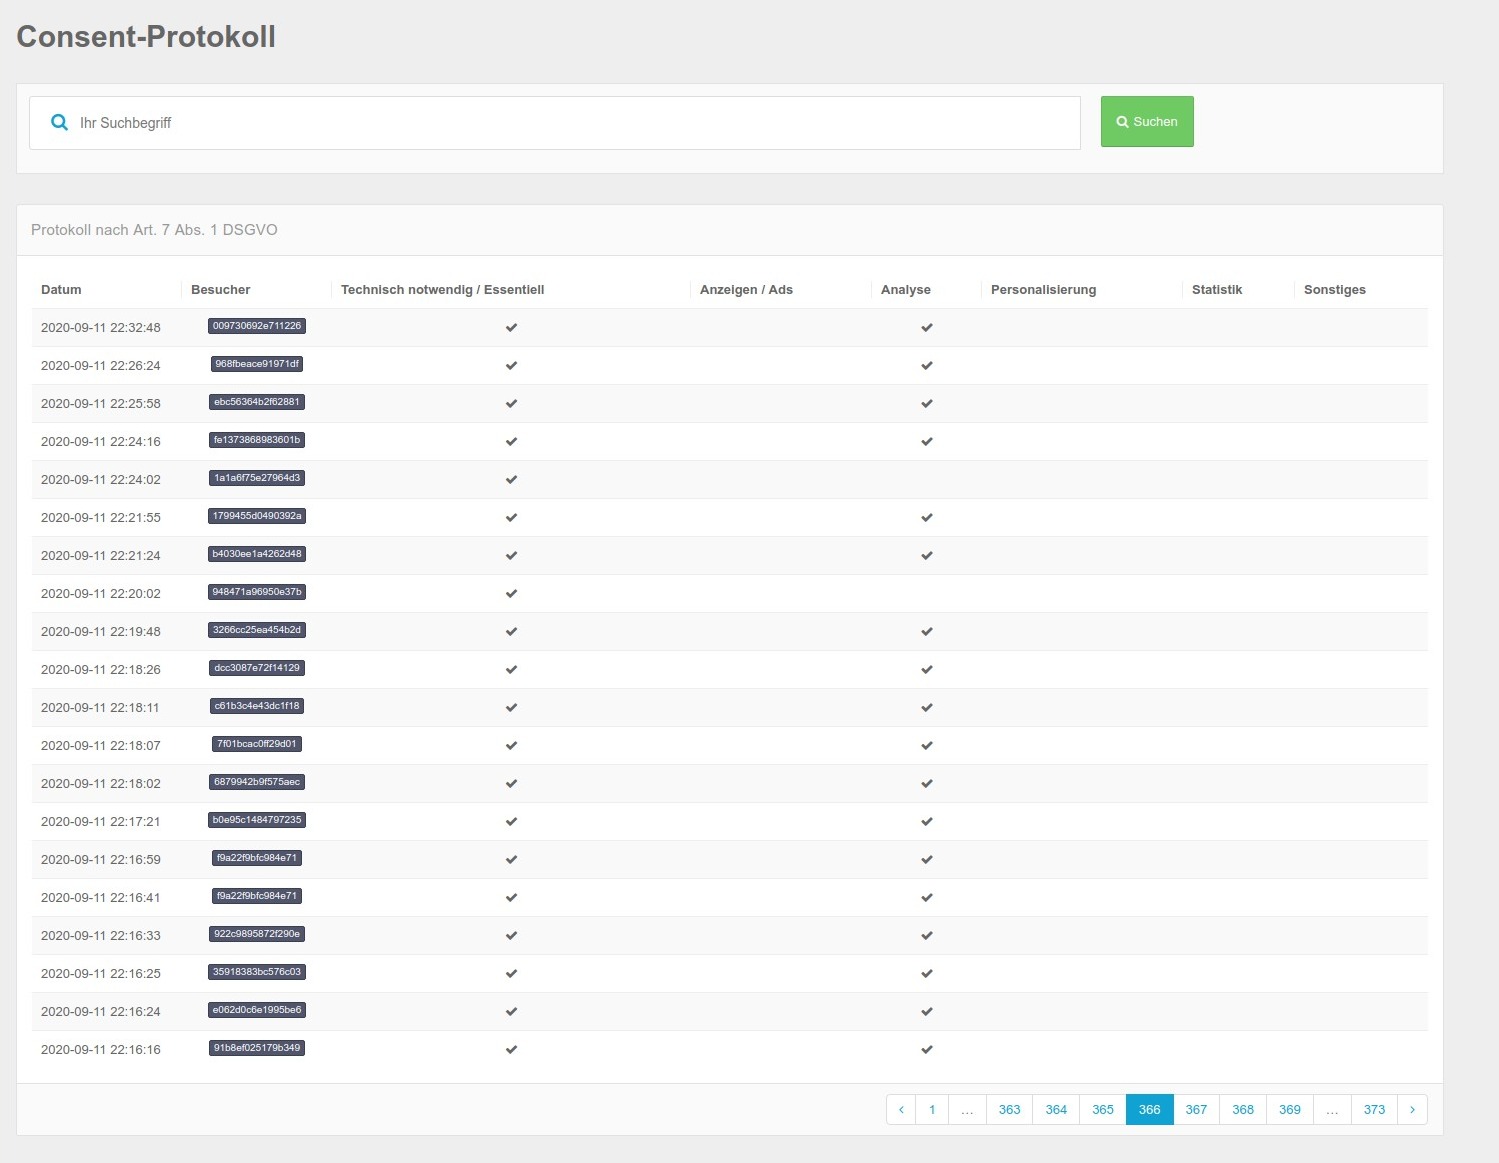 Consent-Protokoll
Ihr Suchbegriff
Suchen
Protokoll nach Art. 7 Abs. 1 DSGVO
Datum Besucher Technisch notwendig / Essentiell Anzeigen / Ads Analyse Personalisierung Statistik Sonstiges
2020-09-11 22:32:48 009730692e711226 ✔ ✔
2020-09-11 22:26:24 968fbeace91971df ✔ ✔
2020-09-11 22:25:58 ebc56364b2f62881 ✔ ✔
2020-09-11 22:24:16 fe1373868983601b ✔ ✔
2020-09-11 22:24:02 1a1a6f75e27964d3 ✔
2020-09-11 22:21:55 1799455d0490392a ✔ ✔
2020-09-11 22:21:24 b4030ee1a4262d48 ✔ ✔
2020-09-11 22:20:02 948471a96950e37b ✔
2020-09-11 22:19:48 3266cc25ea454b2d ✔ ✔
2020-09-11 22:18:26 dcc3087e72f14129 ✔ ✔
2020-09-11 22:18:11 c61b3c4e43dc1f18 ✔ ✔
2020-09-11 22:18:07 7f01bcac0ff29d01 ✔ ✔
2020-09-11 22:18:02 6879942b9f575aec ✔ ✔
2020-09-11 22:17:21 b0e95c1484797235 ✔ ✔
2020-09-11 22:16:59 f9a22f9bfc984e71 ✔ ✔
2020-09-11 22:16:41 f9a22f9bfc984e71 ✔ ✔
2020-09-11 22:16:33 922c9895872f290e ✔ ✔
2020-09-11 22:16:25 35918383bc576c03 ✔ ✔
2020-09-11 22:16:24 e062d0c6e1995be6 ✔ ✔
2020-09-11 22:16:16 91b8ef025179b349 ✔ ✔
‹ 1 … 363 364 365 366 367 368 369 … 373 ›